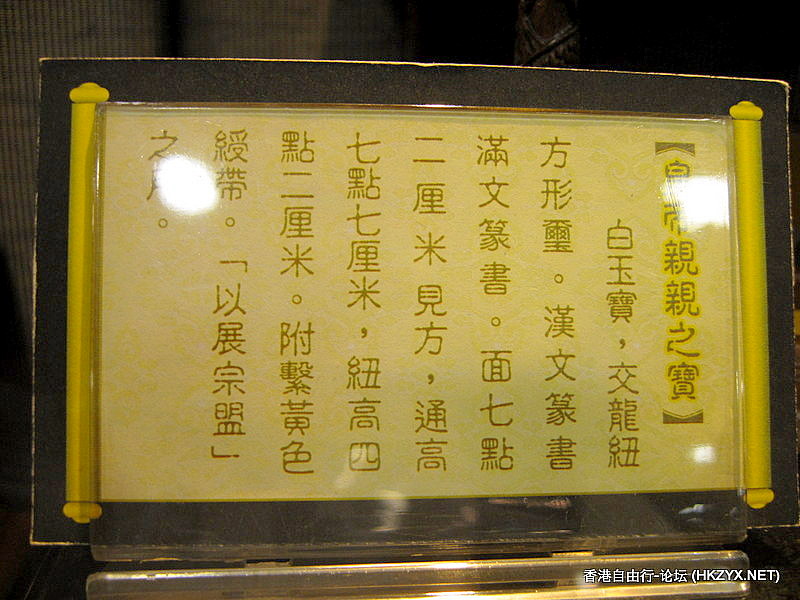 【皇帝親親之寶】
白玉寶，交龍紐
方形璽。漢文篆書
滿文篆書。面七點
二厘米見方，通高
七點七厘米，紐高四
點二厘米。附繫黃色
綬帶。「以展宗盟」
之用。
香港自由行-论坛 (HKZYX.NET)